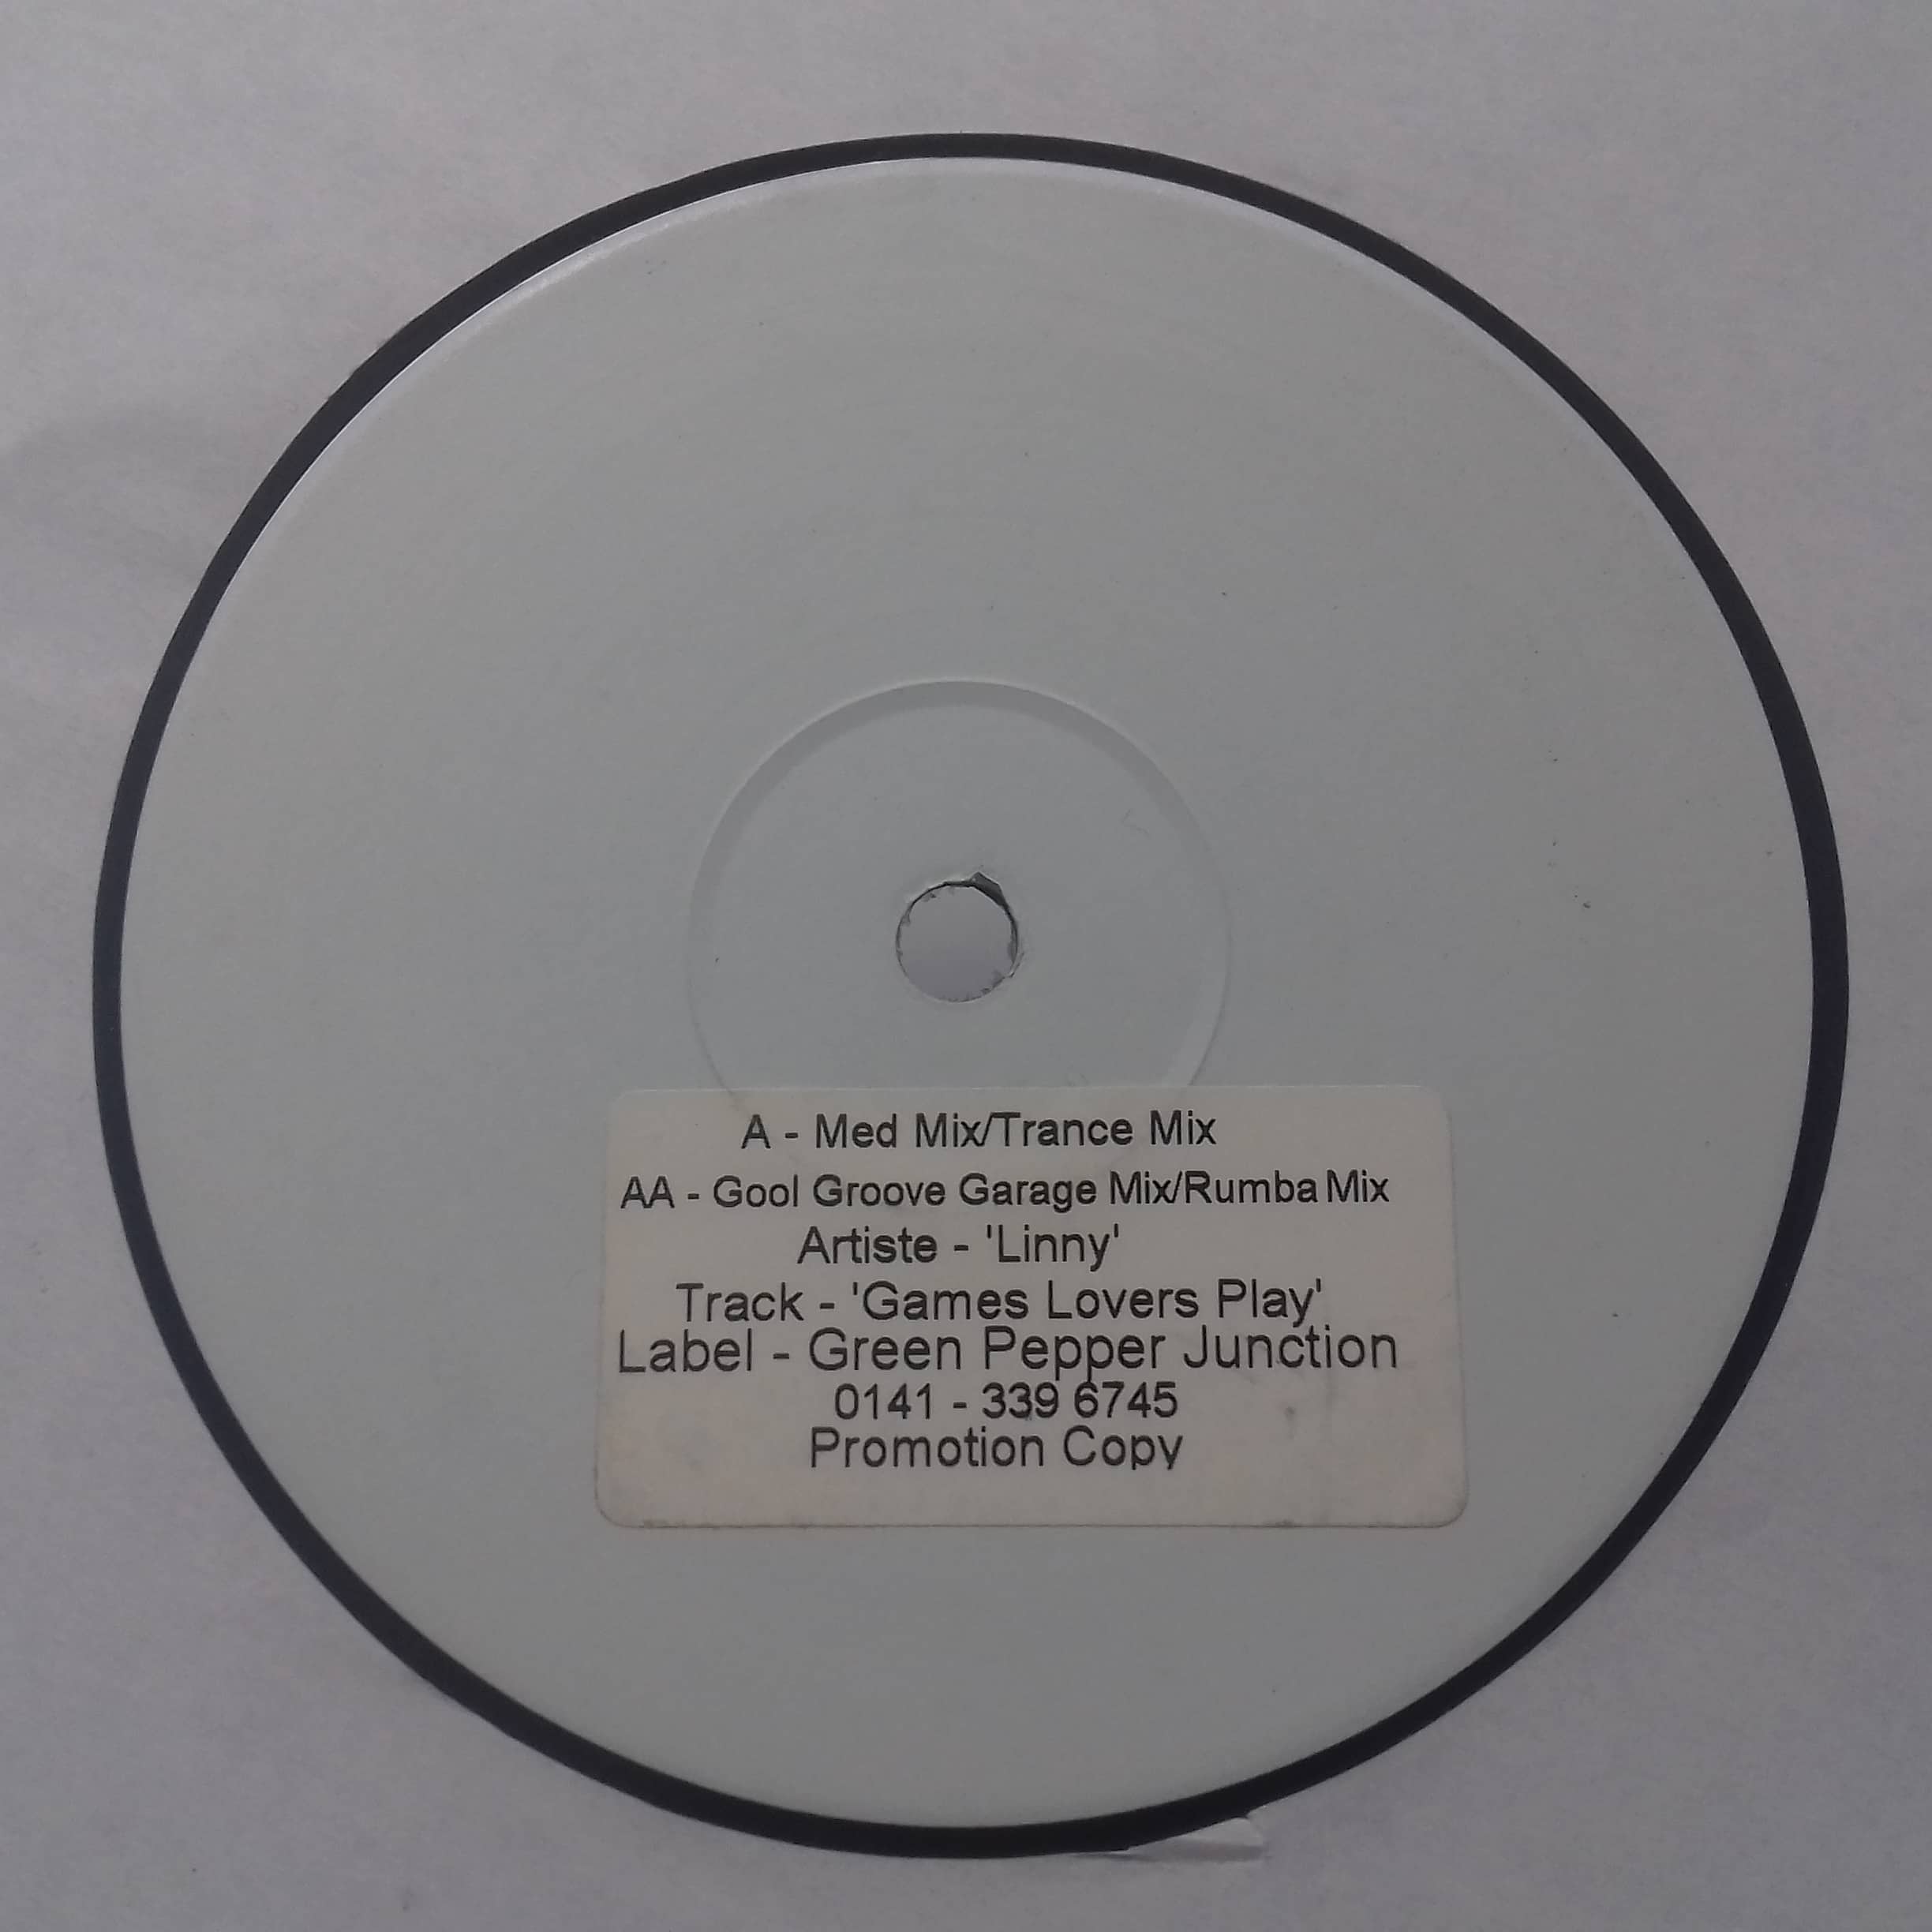 A - Med Mix/Trance Mix
AA - Gool Groove Garage Mix/Rumba Mix
Artiste - 'Linny'
Track - 'Games Lovers Play'
Label - Green Pepper Junction
0141 - 339 6745
Promotion Copy